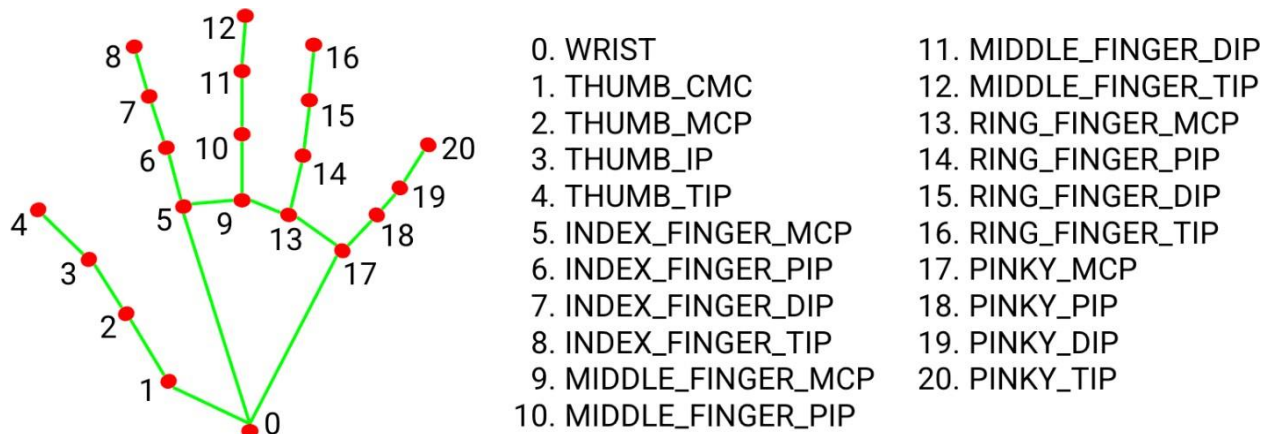 12
8
16
11
7
15
10
20
6
14
19
4
5
9
13
18
3
17
2
1
0
0. WRIST
1. THUMB_CMC
2. THUMB_MCP
3. THUMB_IP
4. THUMB_TIP
5. INDEX_FINGER_MCP
6. INDEX_FINGER_PIP
7. INDEX_FINGER_DIP
8. INDEX_FINGER_TIP
9. MIDDLE_FINGER_MCP
10. MIDDLE_FINGER_PIP
11. MIDDLE_FINGER_DIP
12. MIDDLE_FINGER_TIP
13. RING_FINGER_MCP
14. RING_FINGER_PIP
15. RING_FINGER_DIP
16. RING_FINGER_TIP
17. PINKY_MCP
18. PINKY_PIP
19. PINKY_DIP
20. PINKY_TIP